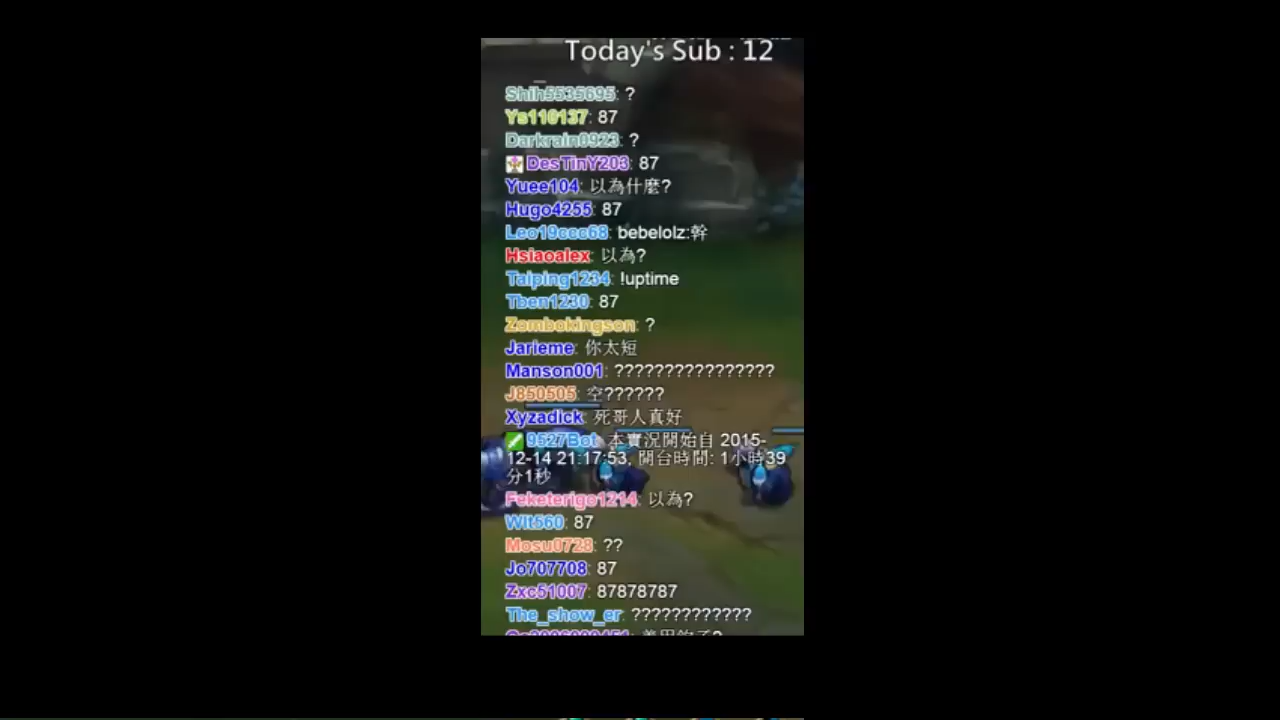 Today's Sub : 12
Shih5535695: ?
Ys110137: 87
Darkrain0923: ?
DesTinY203: 87
Yuee104: 以為什麼?
Hugo4255: 87
Leo19ccc68: bebelolz:幹
Hsiaoalex: 以為?
Taiping1234: !uptime
Tben1230: 87
Zombokingson: ?
Jarleme: 你太短
Manson001: ????????????????
J850505: 空??????
Xyzadick: 死哥人真好
9527Bot: 本實況開始自 2015-
12-14 21:17:53, 開台時間: 1小時39
分1秒
Feketerigo1214: 以為?
Wlt560: 87
Mosu0728: ??
Jo707708: 87
Zxc51007: 87878787
The_show_er: ????????????